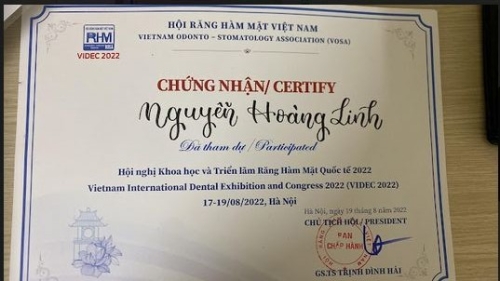 HỘI RĂNG HÀM MẶT VIỆT NAM
VIETNAM ODONTO – STOMATOLOGY ASSOCIATION (VOSA)
RHM
VIDEC 2022
CHỨNG NHẬN/ CERTIFY
Nguyễn Hoàng Linh
Đã tham dự / Participated
Hội nghị Khoa học và Triển lãm Răng Hàm Mặt Quốc tế 2022
Vietnam International Dental Exhibition and Congress 2022 (VIDEC 2022)
17-19/08/2022, Hà Nội
Hà Nội, ngày 19 tháng 8 năm 2022
CHỦ TỊCH HỘI/ PRESIDENT
BAN
CHẤP HÀNH
GS.TS TRỊNH ĐÌNH HẢI